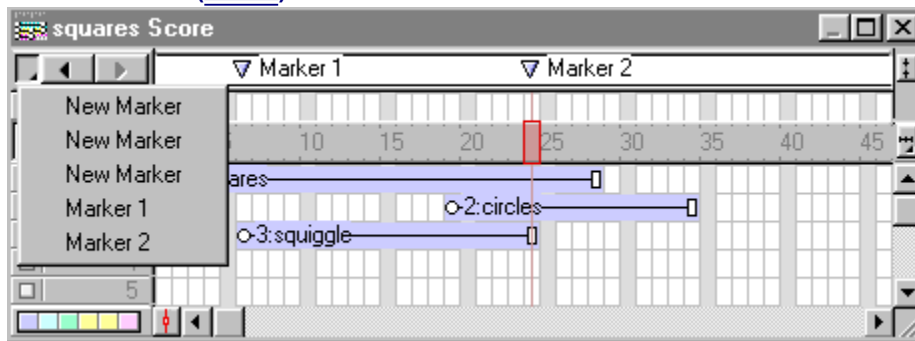 squares Score
Marker 1 Marker 2
New Marker
New Marker
New Marker
Marker 1
Marker 2
10 15 20 25 30 35 40 45
ares
2:circles
3:squiggle
5